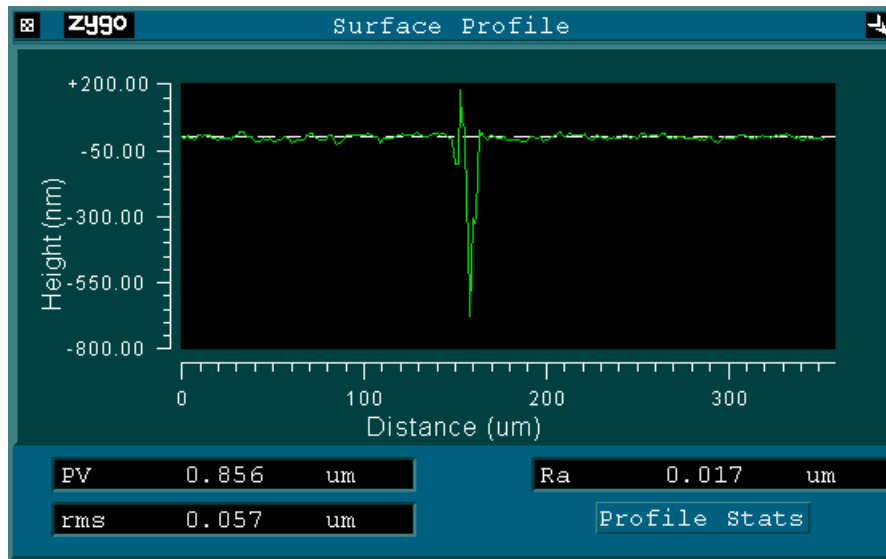 zygo Surface Profile
+200.00
-50.00
-300.00
-550.00
-800.00
Height (nm)
0 100 200 300
Distance (um)
PV 0.856 um Ra 0.017 um
rms 0.057 um Profile Stats